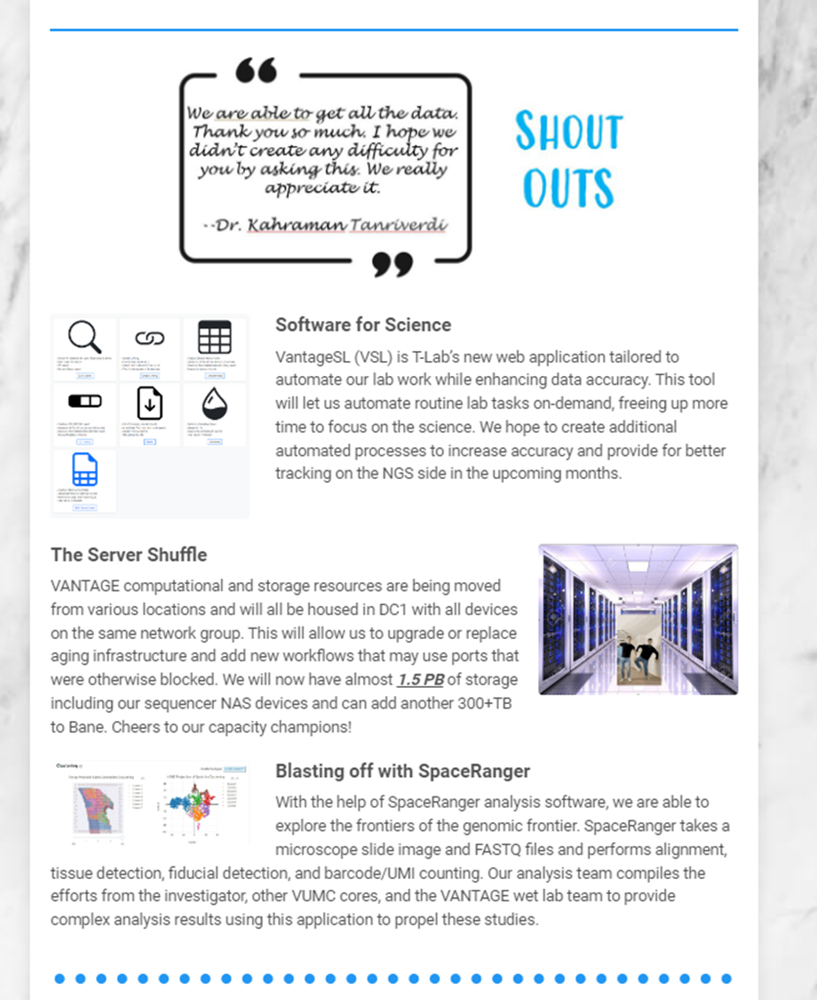 We are able to get all the data.
Thank you so much. I hope we
didn't create any difficulty for
you by asking this. We really
appreciate it.
--Dr. Kahraman Tanriverdi
SHOUT
OUTS
Software for Science
VantageSL (VSL) is T-Lab's new web application tailored to
automate our lab work while enhancing data accuracy. This tool
will let us automate routine lab tasks on-demand, freeing up more
time to focus on the science. We hope to create additional
automated processes to increase accuracy and provide for better
tracking on the NGS side in the upcoming months.
The Server Shuffle
VANTAGE computational and storage resources are being moved
from various locations and will all be housed in DC1 with all devices
on the same network group. This will allow us to upgrade or replace
aging infrastructure and add new workflows that may use ports that
were otherwise blocked. We will now have almost 1.5 PB of storage
including our sequencer NAS devices and can add another 300+TB
to Bane. Cheers to our capacity champions!
Clustering
Blasting off with SpaceRanger
With the help of SpaceRanger analysis software, we are able to
explore the frontiers of the genomic frontier. SpaceRanger takes a
microscope slide image and FASTQ files and performs alignment,
tissue detection, fiducial detection, and barcode/UMI counting. Our analysis team compiles the
efforts from the investigator, other VUMC cores, and the VANTAGE wet lab team to provide
complex analysis results using this application to propel these studies.